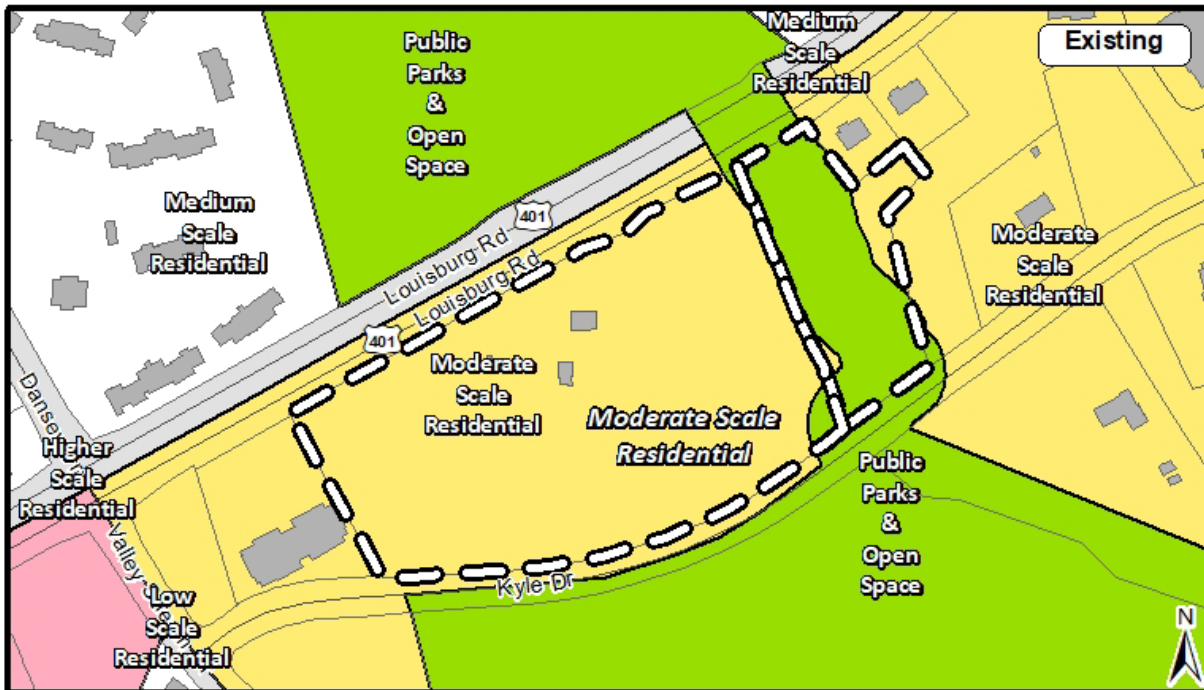 Public
Parks
&
Open
Space
Medium
Scale
Residential
Existing
Medium
Scale
Residential
401
Louisburg Rd
Louisburg Rd
401
Moderate
Scale
Residential
Moderate
Scale
Residential
Moderate Scale
Residential
Higher
Scale
Residential
Public
Parks
&
Open
Space
Kyle Dr
Low
Scale
Residential
Valley
N